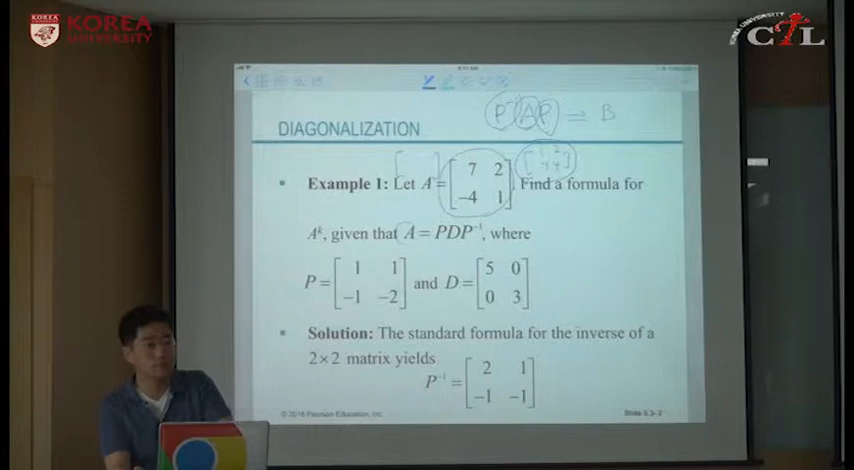 KOREA
UNIVERSITY
KOREA UNIVERSITY
CTL
P⁻¹AP = B
DIAGONALIZATION
Example 1: Let A = [7 2; −4 1]. Find a formula for
Aᵏ, given that A = PDP⁻¹, where
P = [1 1; −1 −2] and D = [5 0; 0 3]
Solution: The standard formula for the inverse of a
2×2 matrix yields
P⁻¹ = [2 1; −1 −1]
© 2016 Pearson Education, Inc.
Slide 5.3- 2